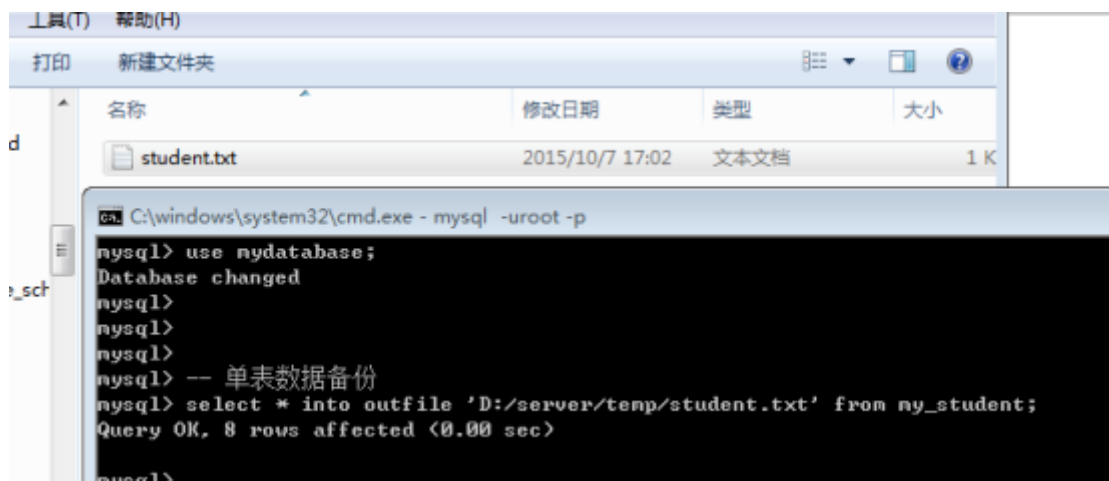 工具(T) 帮助(H)
打印 新建文件夹
名称 修改日期 类型 大小
d
student.txt 2015/10/7 17:02 文本文档 1 K
C:\windows\system32\cmd.exe - mysql -uroot -p
mysql> use mydatabase;
Database changed
e_sch
mysql>
mysql>
mysql>
mysql> -- 单表数据备份
mysql> select * into outfile 'D:/server/temp/student.txt' from my_student;
Query OK, 8 rows affected (0.00 sec)
mysql>